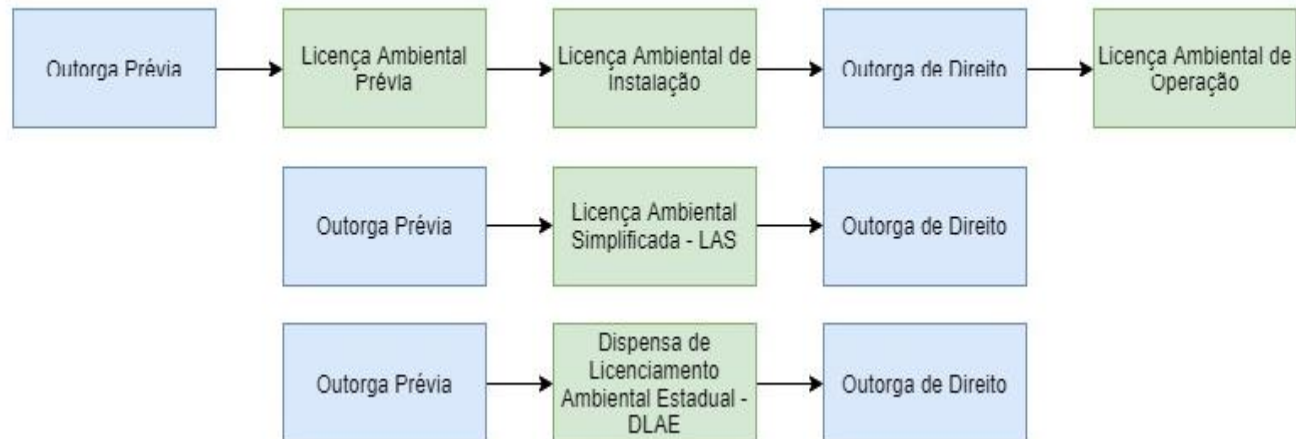 Outorga Prévia
Licença Ambiental
Prévia
Licença Ambiental de
Instalação
Outorga de Direito
Licença Ambiental de
Operação
Outorga Prévia
Licença Ambiental
Simplificada - LAS
Outorga de Direito
Outorga Prévia
Dispensa de
Licenciamento
Ambiental Estadual -
DLAE
Outorga de Direito